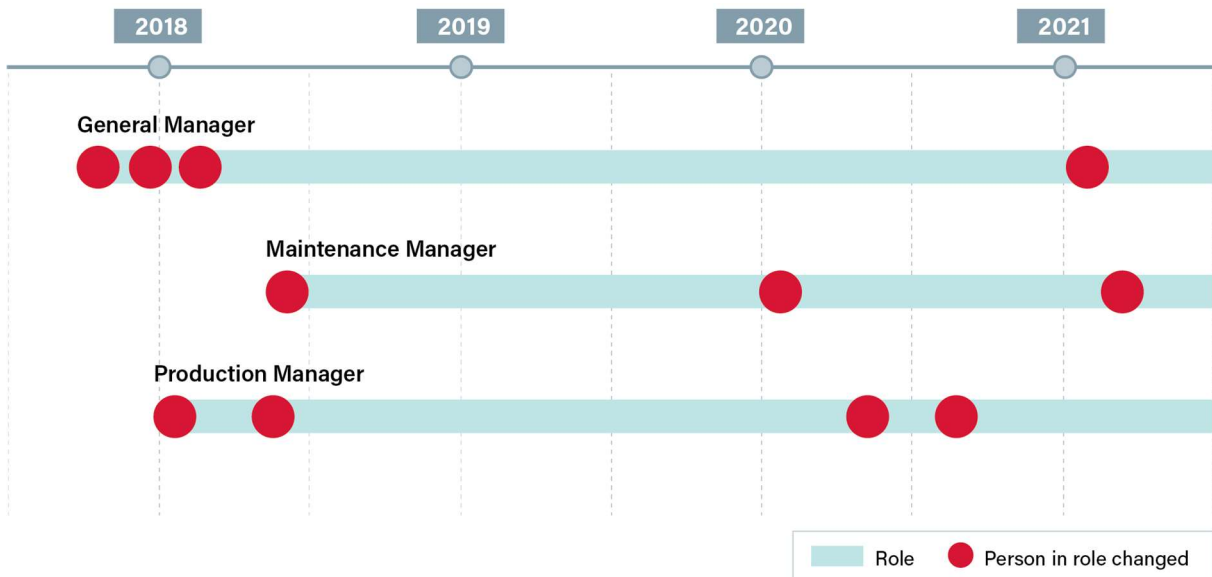 2018 2019 2020 2021
General Manager
Maintenance Manager
Production Manager
Role Person in role changed